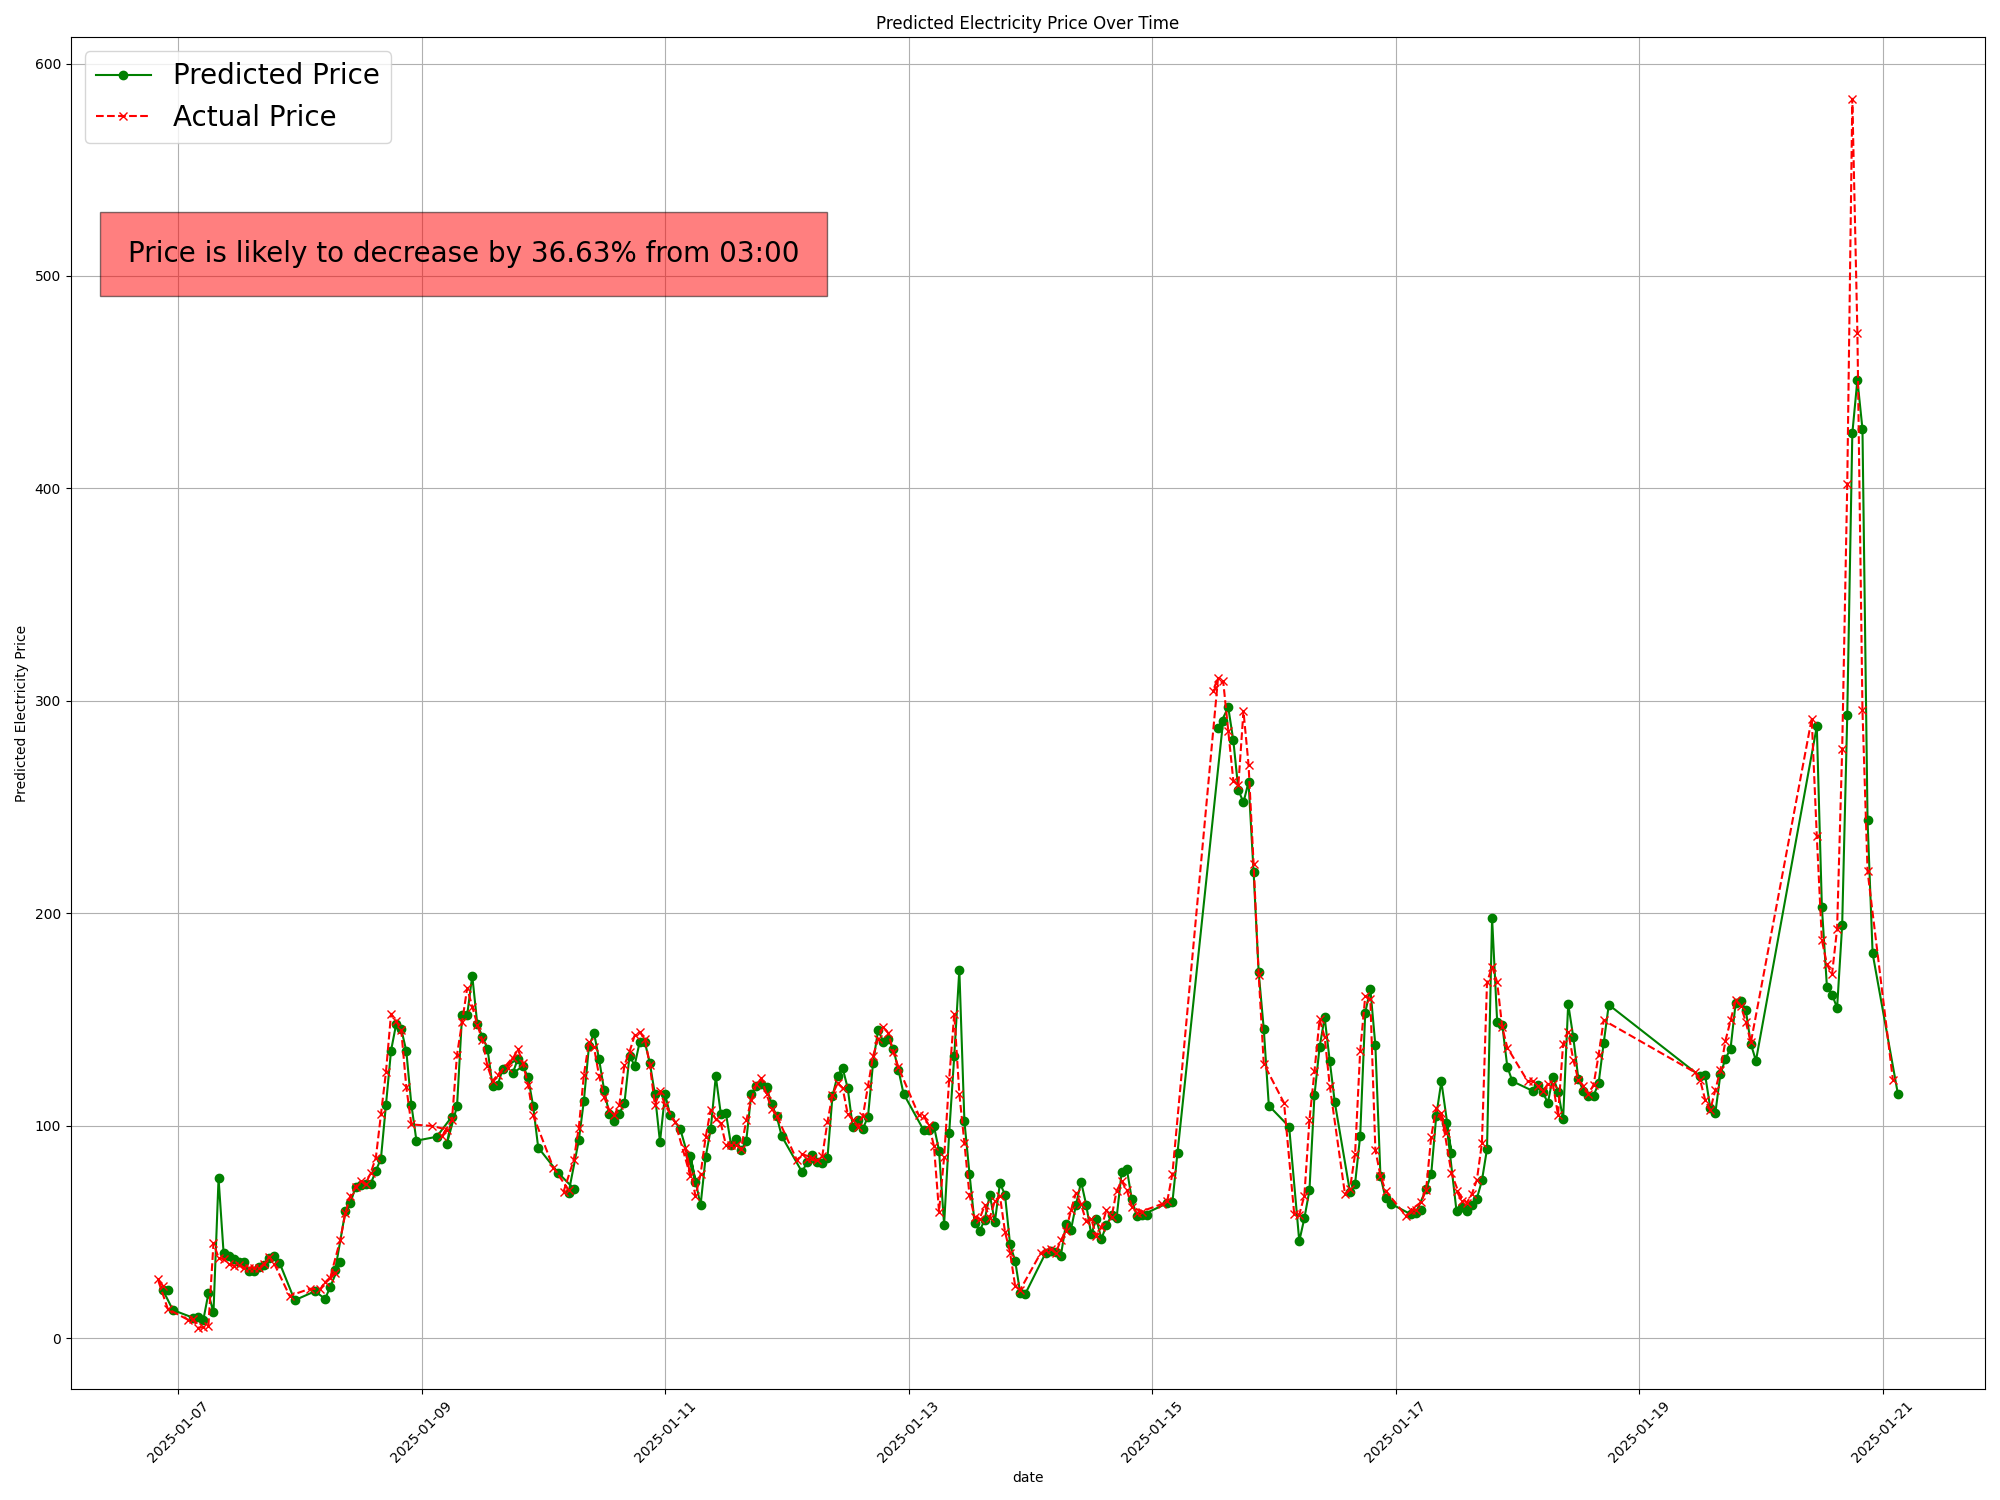 Predicted Electricity Price Over Time
Predicted Price
Actual Price
Price is likely to decrease by 36.63% from 03:00
Predicted Electricity Price
600
500
400
300
200
100
0
2025-01-07
2025-01-09
2025-01-11
2025-01-13
2025-01-15
2025-01-17
2025-01-19
2025-01-21
date